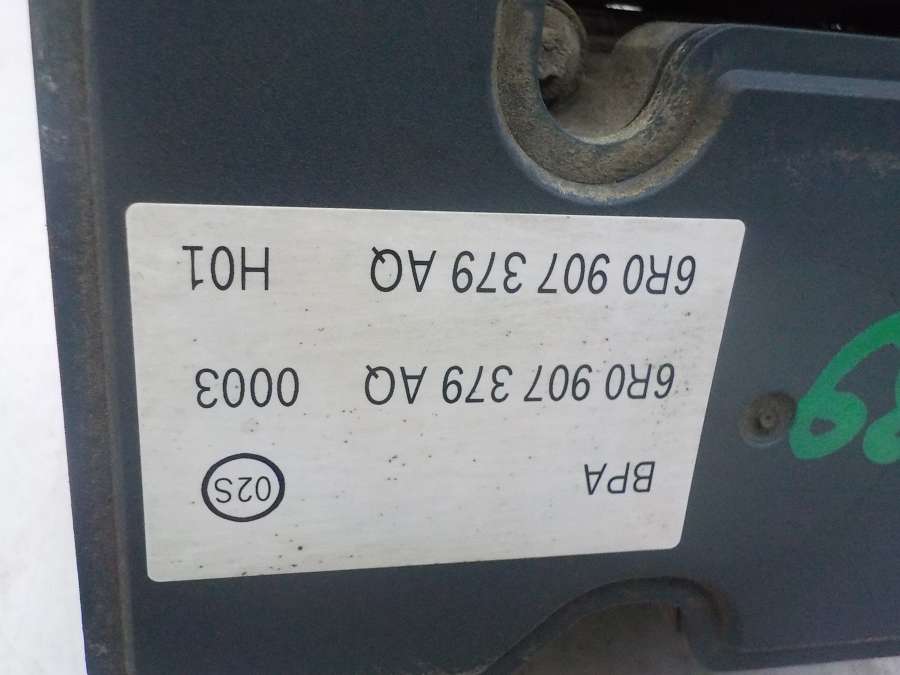 BPA 02S
6R0 907 379 AQ 0003
6R0 907 379 AQ H01